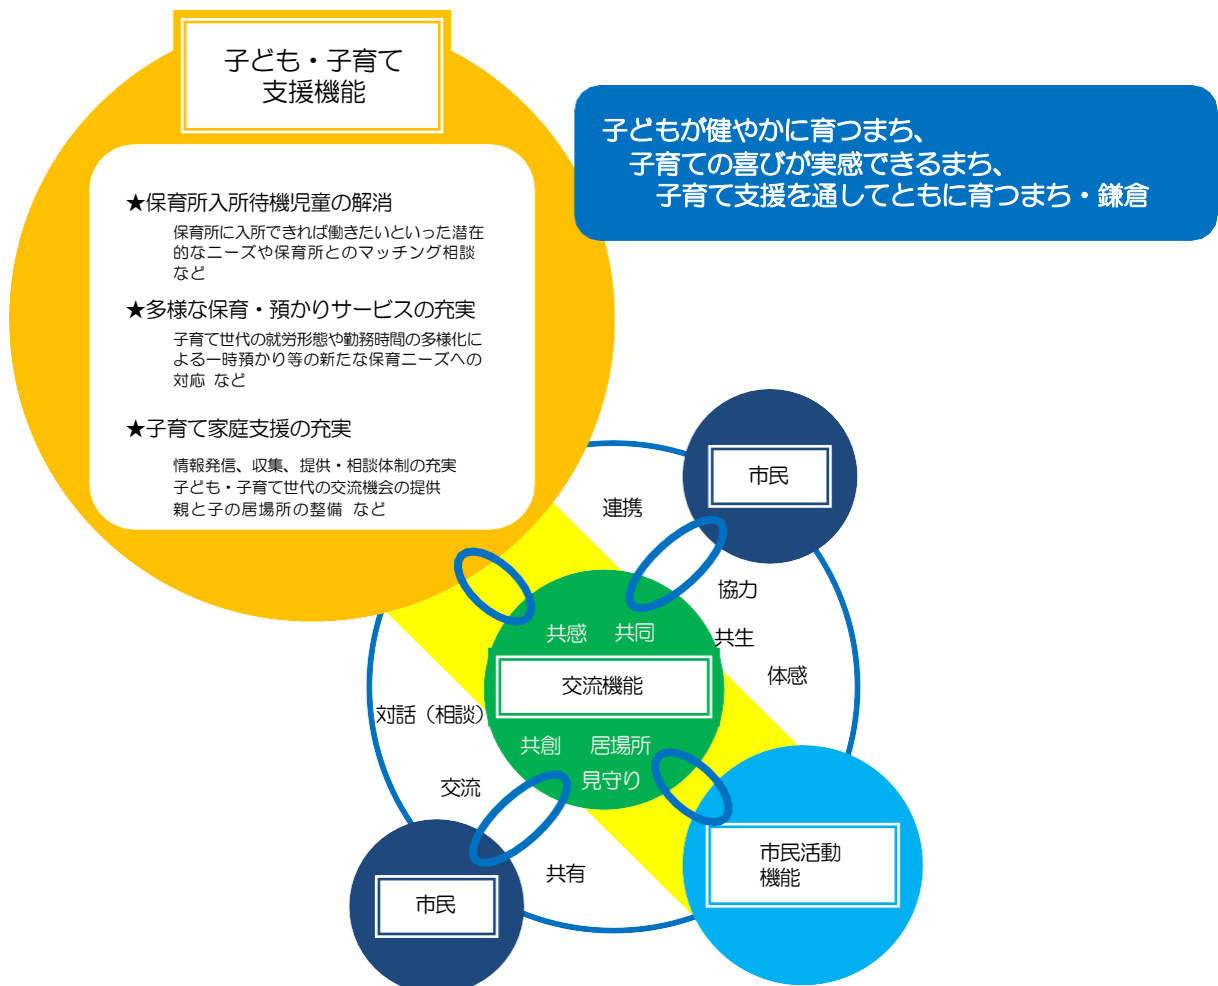 子ども・子育て
支援機能
子どもが健やかに育つまち、
子育ての喜びが実感できるまち、
子育て支援を通してともに育つまち・鎌倉
★保育所入所待機児童の解消
保育所に入所できれば働きたいといった潜在
的なニーズや保育所とのマッチング相談
など
★多様な保育・預かりサービスの充実
子育て世代の就労形態や勤務時間の多様化に
よる一時預かり等の新たな保育ニーズへの
対応 など
★子育て家庭支援の充実
情報発信、収集、提供・相談体制の充実
子ども・子育て世代の交流機会の提供
親と子の居場所の整備 など
市民
連携
協力
共感 共同
共生
体感
交流機能
対話（相談）
共創 居場所
見守り
交流
市民活動
機能
共有
市民